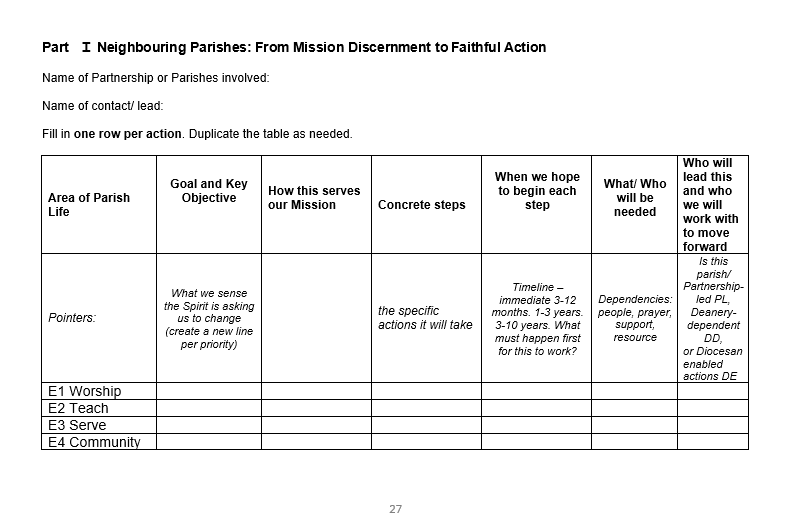 Part I Neighbouring Parishes: From Mission Discernment to Faithful Action
Name of Partnership or Parishes involved:
Name of contact/ lead:
Fill in one row per action. Duplicate the table as needed.
Area of Parish
Life
Goal and Key
Objective
How this serves
our Mission
Concrete steps
When we hope
to begin each
step
What/ Who
will be
needed
Who will
lead this
and who
we will
work with
to move
forward
Pointers:
What we sense
the Spirit is asking
us to change
(create a new line
per priority)
the specific
actions it will take
Timeline –
immediate 3-12
months. 1-3 years.
3-10 years. What
must happen first
for this to work?
Dependencies:
people, prayer,
support,
resource
Is this
parish/
Partnership-
led PL,
Deanery-
dependent
DD,
or Diocesan
enabled
actions DE
E1 Worship
E2 Teach
E3 Serve
E4 Community
27